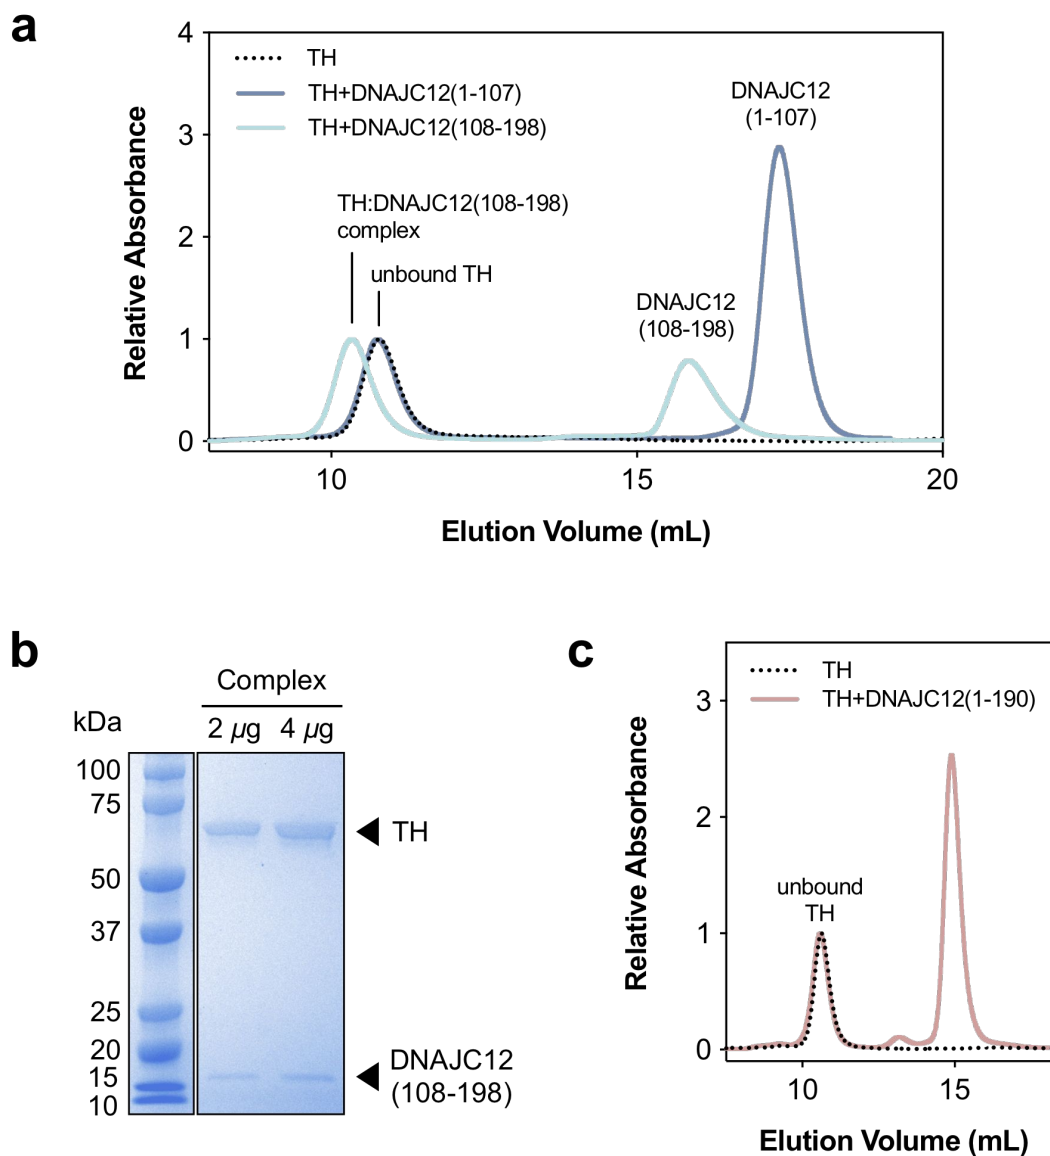 a
4
3
2
1
0
Relative Absorbance
TH
TH+DNAJC12(1-107)
TH+DNAJC12(108-198)
TH:DNAJC12(108-198)
complex
unbound TH
DNAJC12
(108-198)
DNAJC12
(1-107)
10
15
20
Elution Volume (mL)
b
Complex
kDa
2 µg
4 µg
100
75
50
37
25
20
15
10
TH
DNAJC12
(108-198)
c
3
2
1
0
Relative Absorbance
TH
TH+DNAJC12(1-190)
unbound
TH
10
15
Elution Volume (mL)